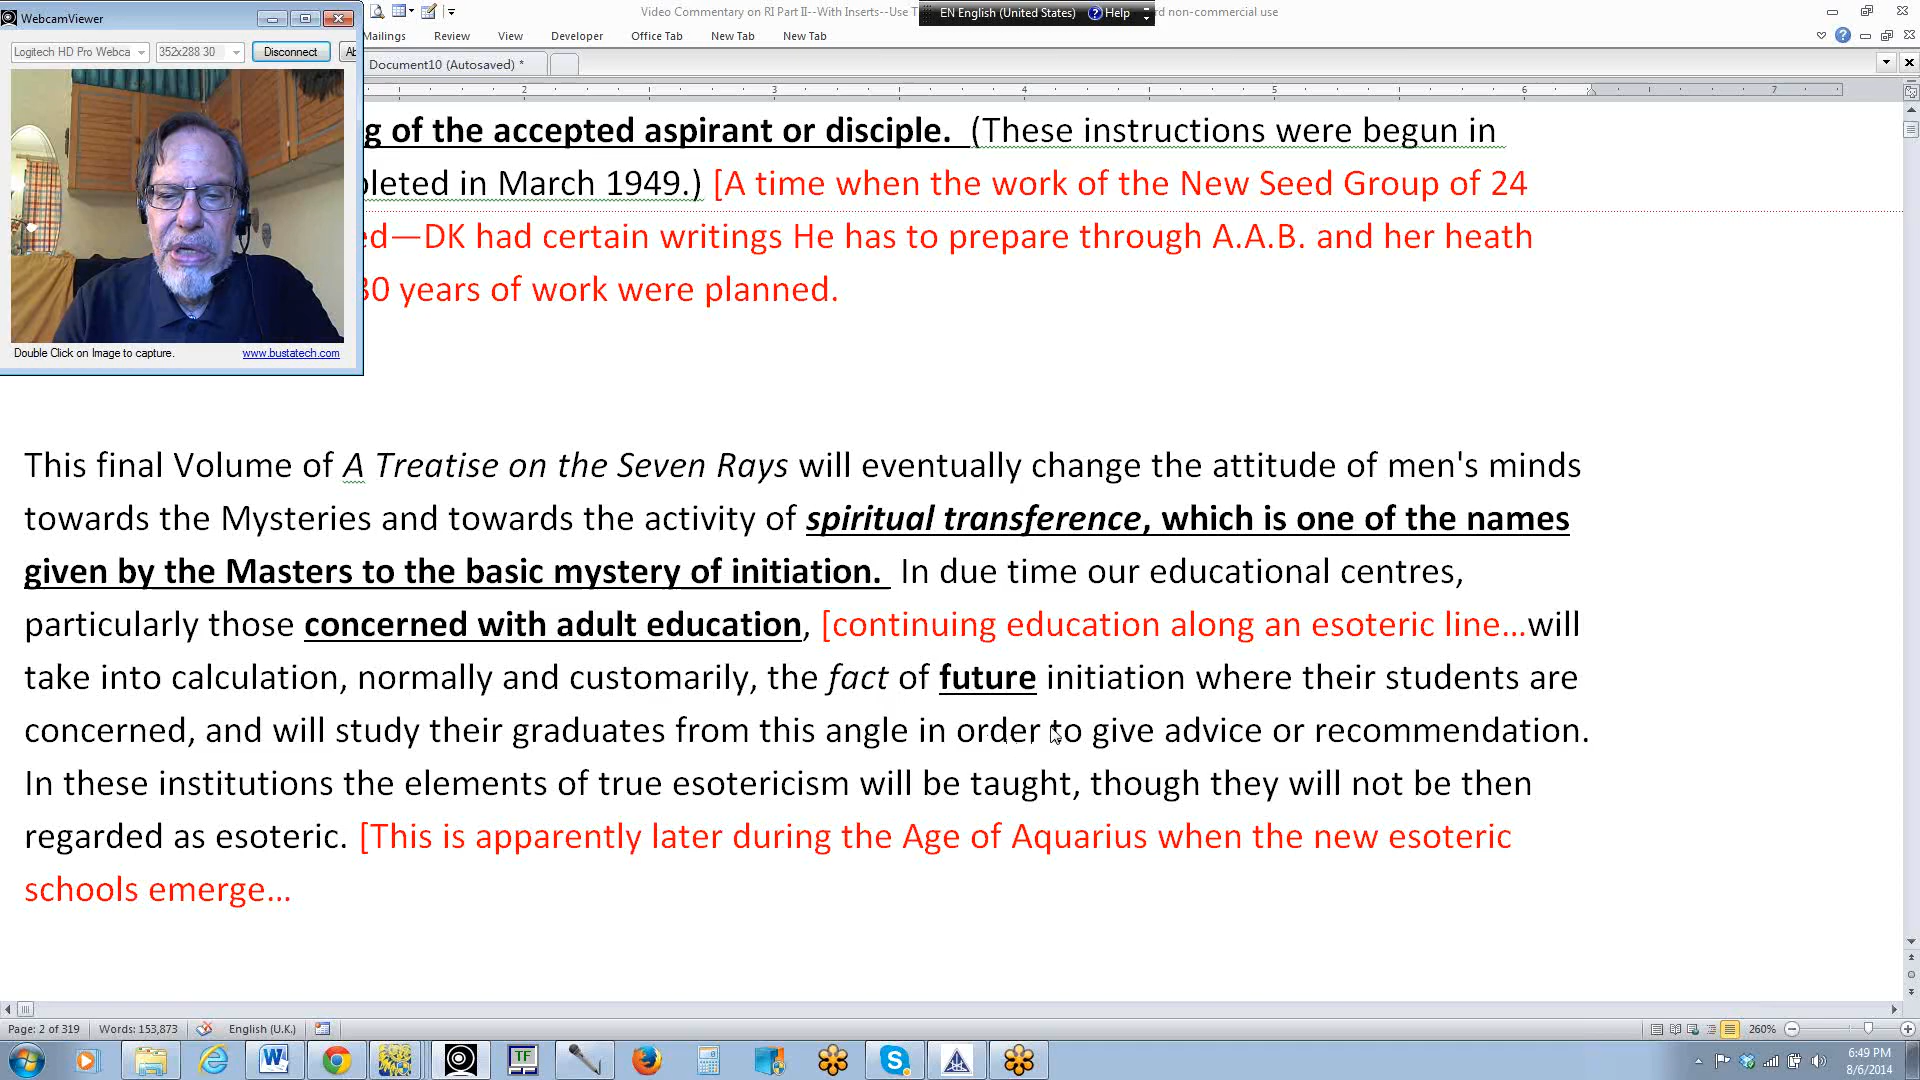 WebcamViewer
Video Commentary on RI Part II--With Inserts--Use T
EN English (United States)
Help
rd non-commercial use
Logitech HD Pro Webca
352x288 30
Disconnect
Ab
Mailings
Review
View
Developer
Office Tab
New Tab
New Tab
Document10 (Autosaved) *
2 3 4 5 6 7
g of the accepted aspirant or disciple. (These instructions were begun in
pleted in March 1949.) [A time when the work of the New Seed Group of 24
ed—DK had certain writings He has to prepare through A.A.B. and her heath
30 years of work were planned.
Double Click on Image to capture.
www.bustatech.com
This final Volume of A Treatise on the Seven Rays will eventually change the attitude of men's minds
towards the Mysteries and towards the activity of spiritual transference, which is one of the names
given by the Masters to the basic mystery of initiation. In due time our educational centres,
particularly those concerned with adult education, [continuing education along an esoteric line…will
take into calculation, normally and customarily, the fact of future initiation where their students are
concerned, and will study their graduates from this angle in order to give advice or recommendation.
In these institutions the elements of true esotericism will be taught, though they will not be then
regarded as esoteric. [This is apparently later during the Age of Aquarius when the new esoteric
schools emerge…
Page: 2 of 319
Words: 153,873
English (U.K.)
260%
TF
6:49 PM
8/6/2014